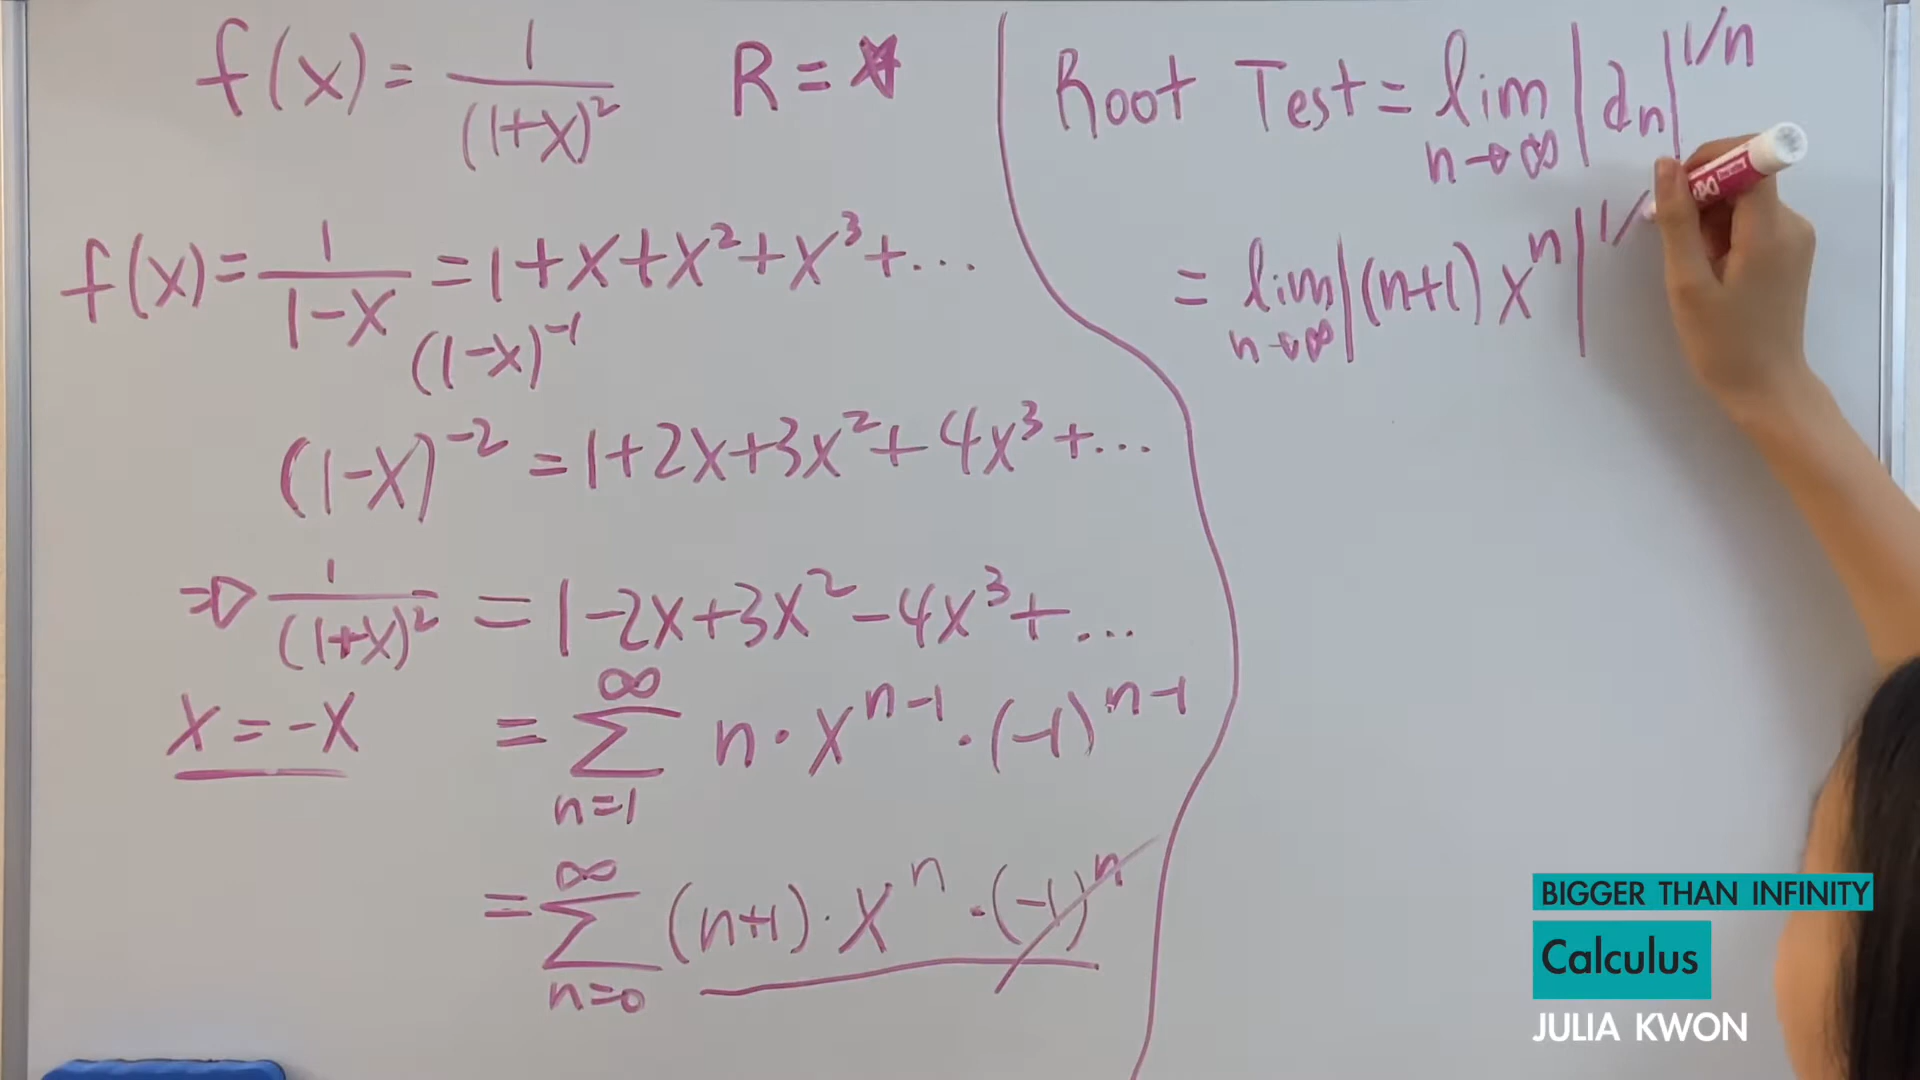 f(x) = 1/(1+x)² R =
f(x) = 1/(1-x) = 1+x+x²+x³+...
(1-x)⁻¹
(1-x)⁻² = 1+2x+3x²+4x³+...
⇒ 1/(1+x)² = 1-2x+3x²-4x³+...
x = -x
= ∑_{n=1}^{∞} n·x^{n-1}·(-1)^{n-1}
= ∑_{n=0}^{∞} (n+1)·x^n·(-1)^n
Root Test = lim_{n→∞} |an|^{1/n}
= lim_{n→∞} |(n+1) x^n|^{1/
BIGGER THAN INFINITY
Calculus
JULIA KWON